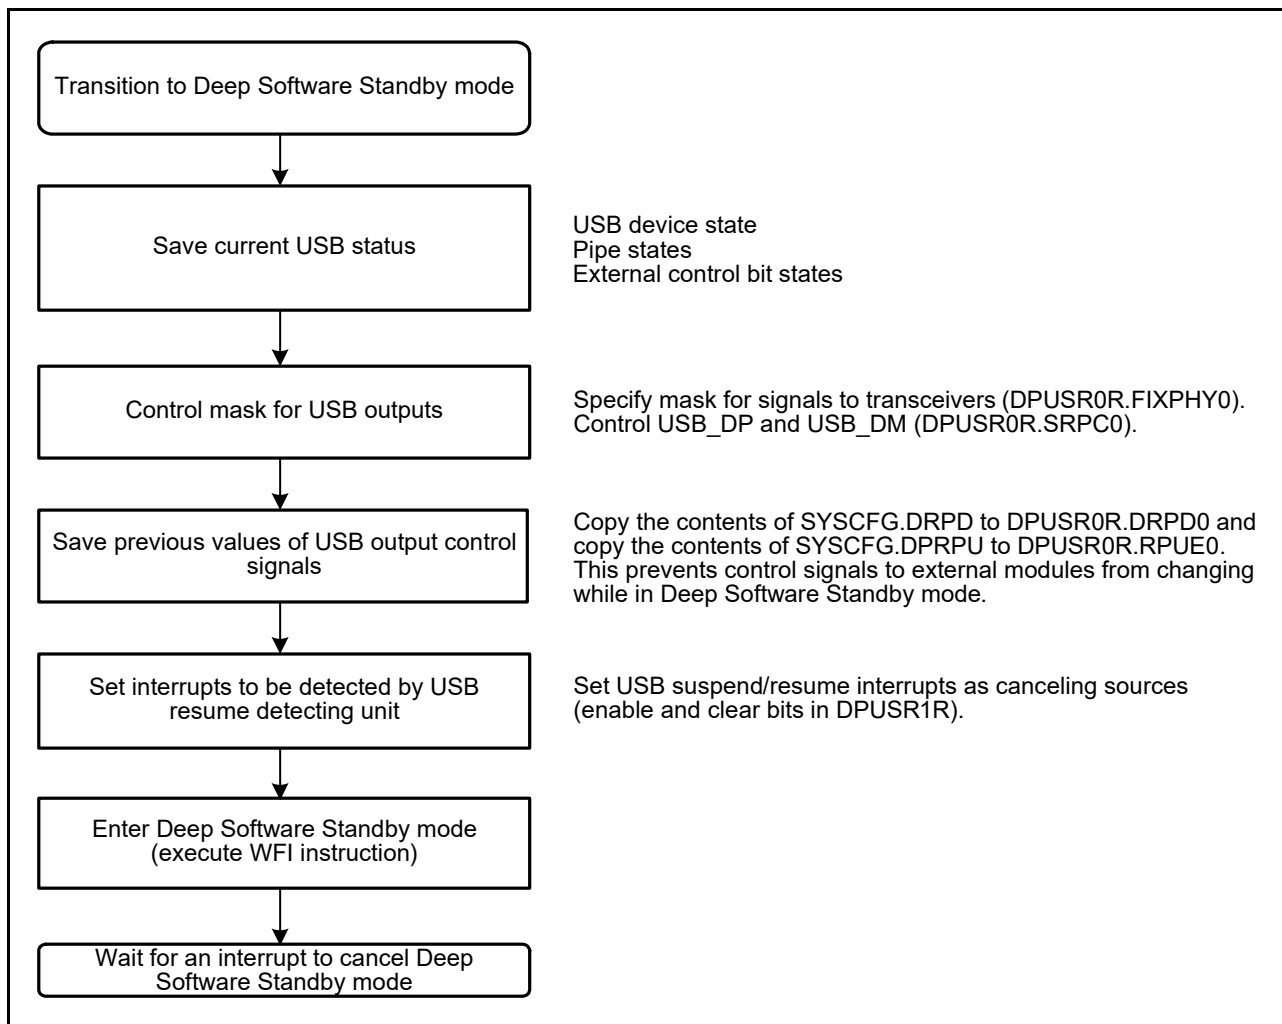 Transition to Deep Software Standby mode
Save current USB status
USB device state
Pipe states
External control bit states
Control mask for USB outputs
Specify mask for signals to transceivers (DPUSR0R.FIXPHY0).
Control USB_DP and USB_DM (DPUSR0R.SRPC0).
Save previous values of USB output control
signals
Copy the contents of SYSCFG.DRPD to DPUSR0R.DRPD0 and
copy the contents of SYSCFG.DPRPU to DPUSR0R.RPUE0.
This prevents control signals to external modules from changing
while in Deep Software Standby mode.
Set interrupts to be detected by USB
resume detecting unit
Set USB suspend/resume interrupts as canceling sources
(enable and clear bits in DPUSR1R).
Enter Deep Software Standby mode
(execute WFI instruction)
Wait for an interrupt to cancel Deep
Software Standby mode